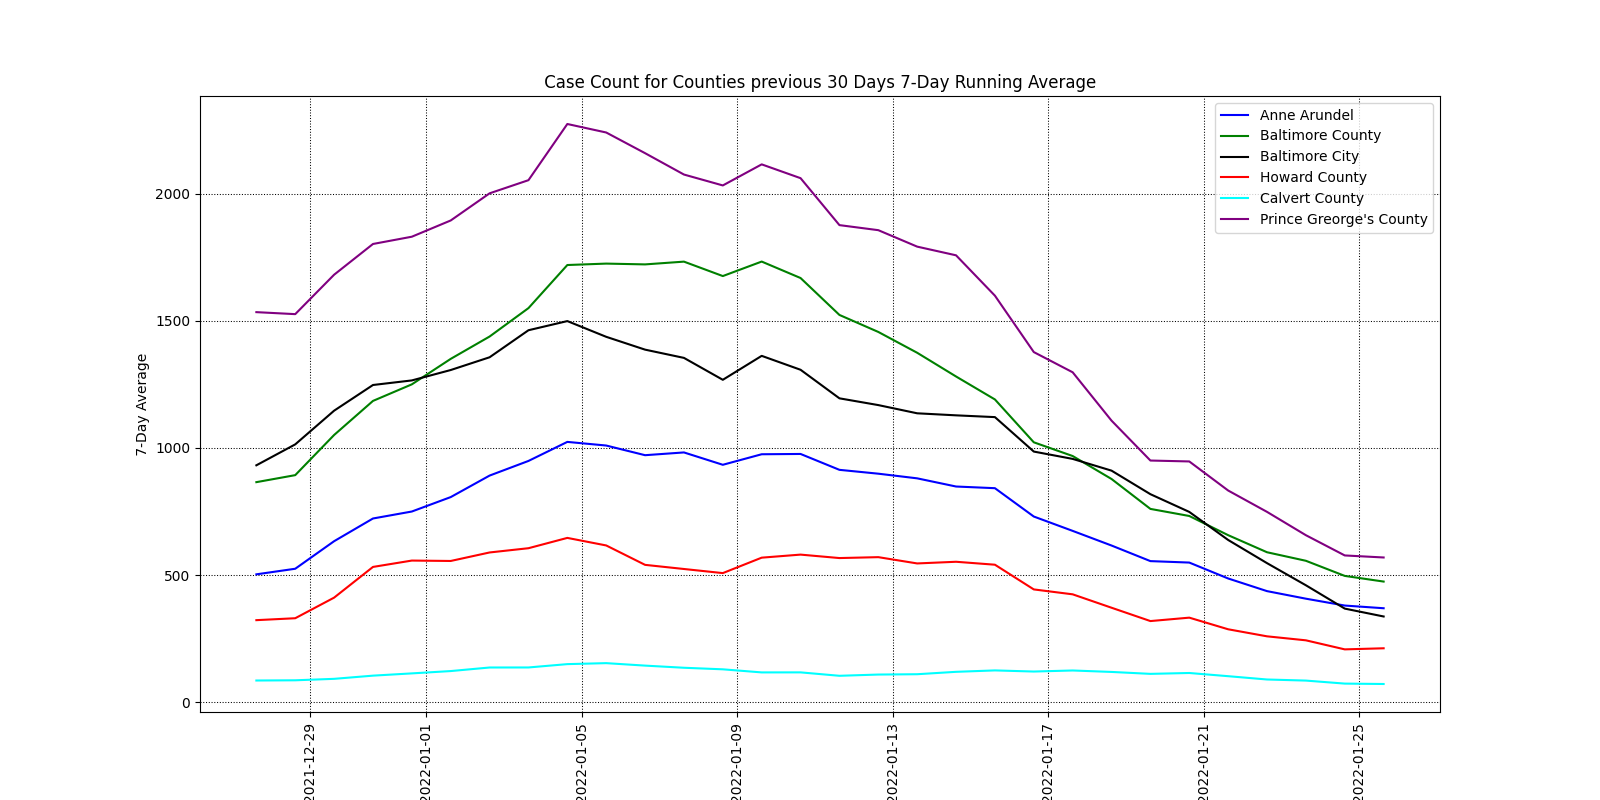 Case Count for Counties previous 30 Days 7-Day Running Average
Anne Arundel
Baltimore County
Baltimore City
Howard County
Calvert County
Prince Greorge's County
7-Day Average
2000
1500
1000
500
0
2021-12-29
2022-01-01
2022-01-05
2022-01-09
2022-01-13
2022-01-17
2022-01-21
2022-01-25